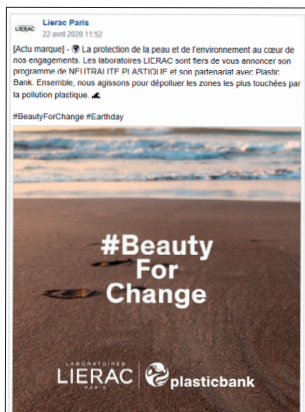 LIERAC
Lierac Paris
22 avril 2020 11:52
[Actu marque] - 🌍 La protection de la peau et de l'environnement au cœur de
nos engagements. Les laboratoires LIERAC sont fiers de vous annoncer son
programme de NEUTRALITE PLASTIQUE et son partenariat avec Plastic
Bank. Ensemble, nous agissons pour dépolluer les zones les plus touchées par
la pollution plastique. 🌊
#BeautyForChange #Earthday
#Beauty
For
Change
LABORATOIRES
LIERAC
PARIS
plasticbank